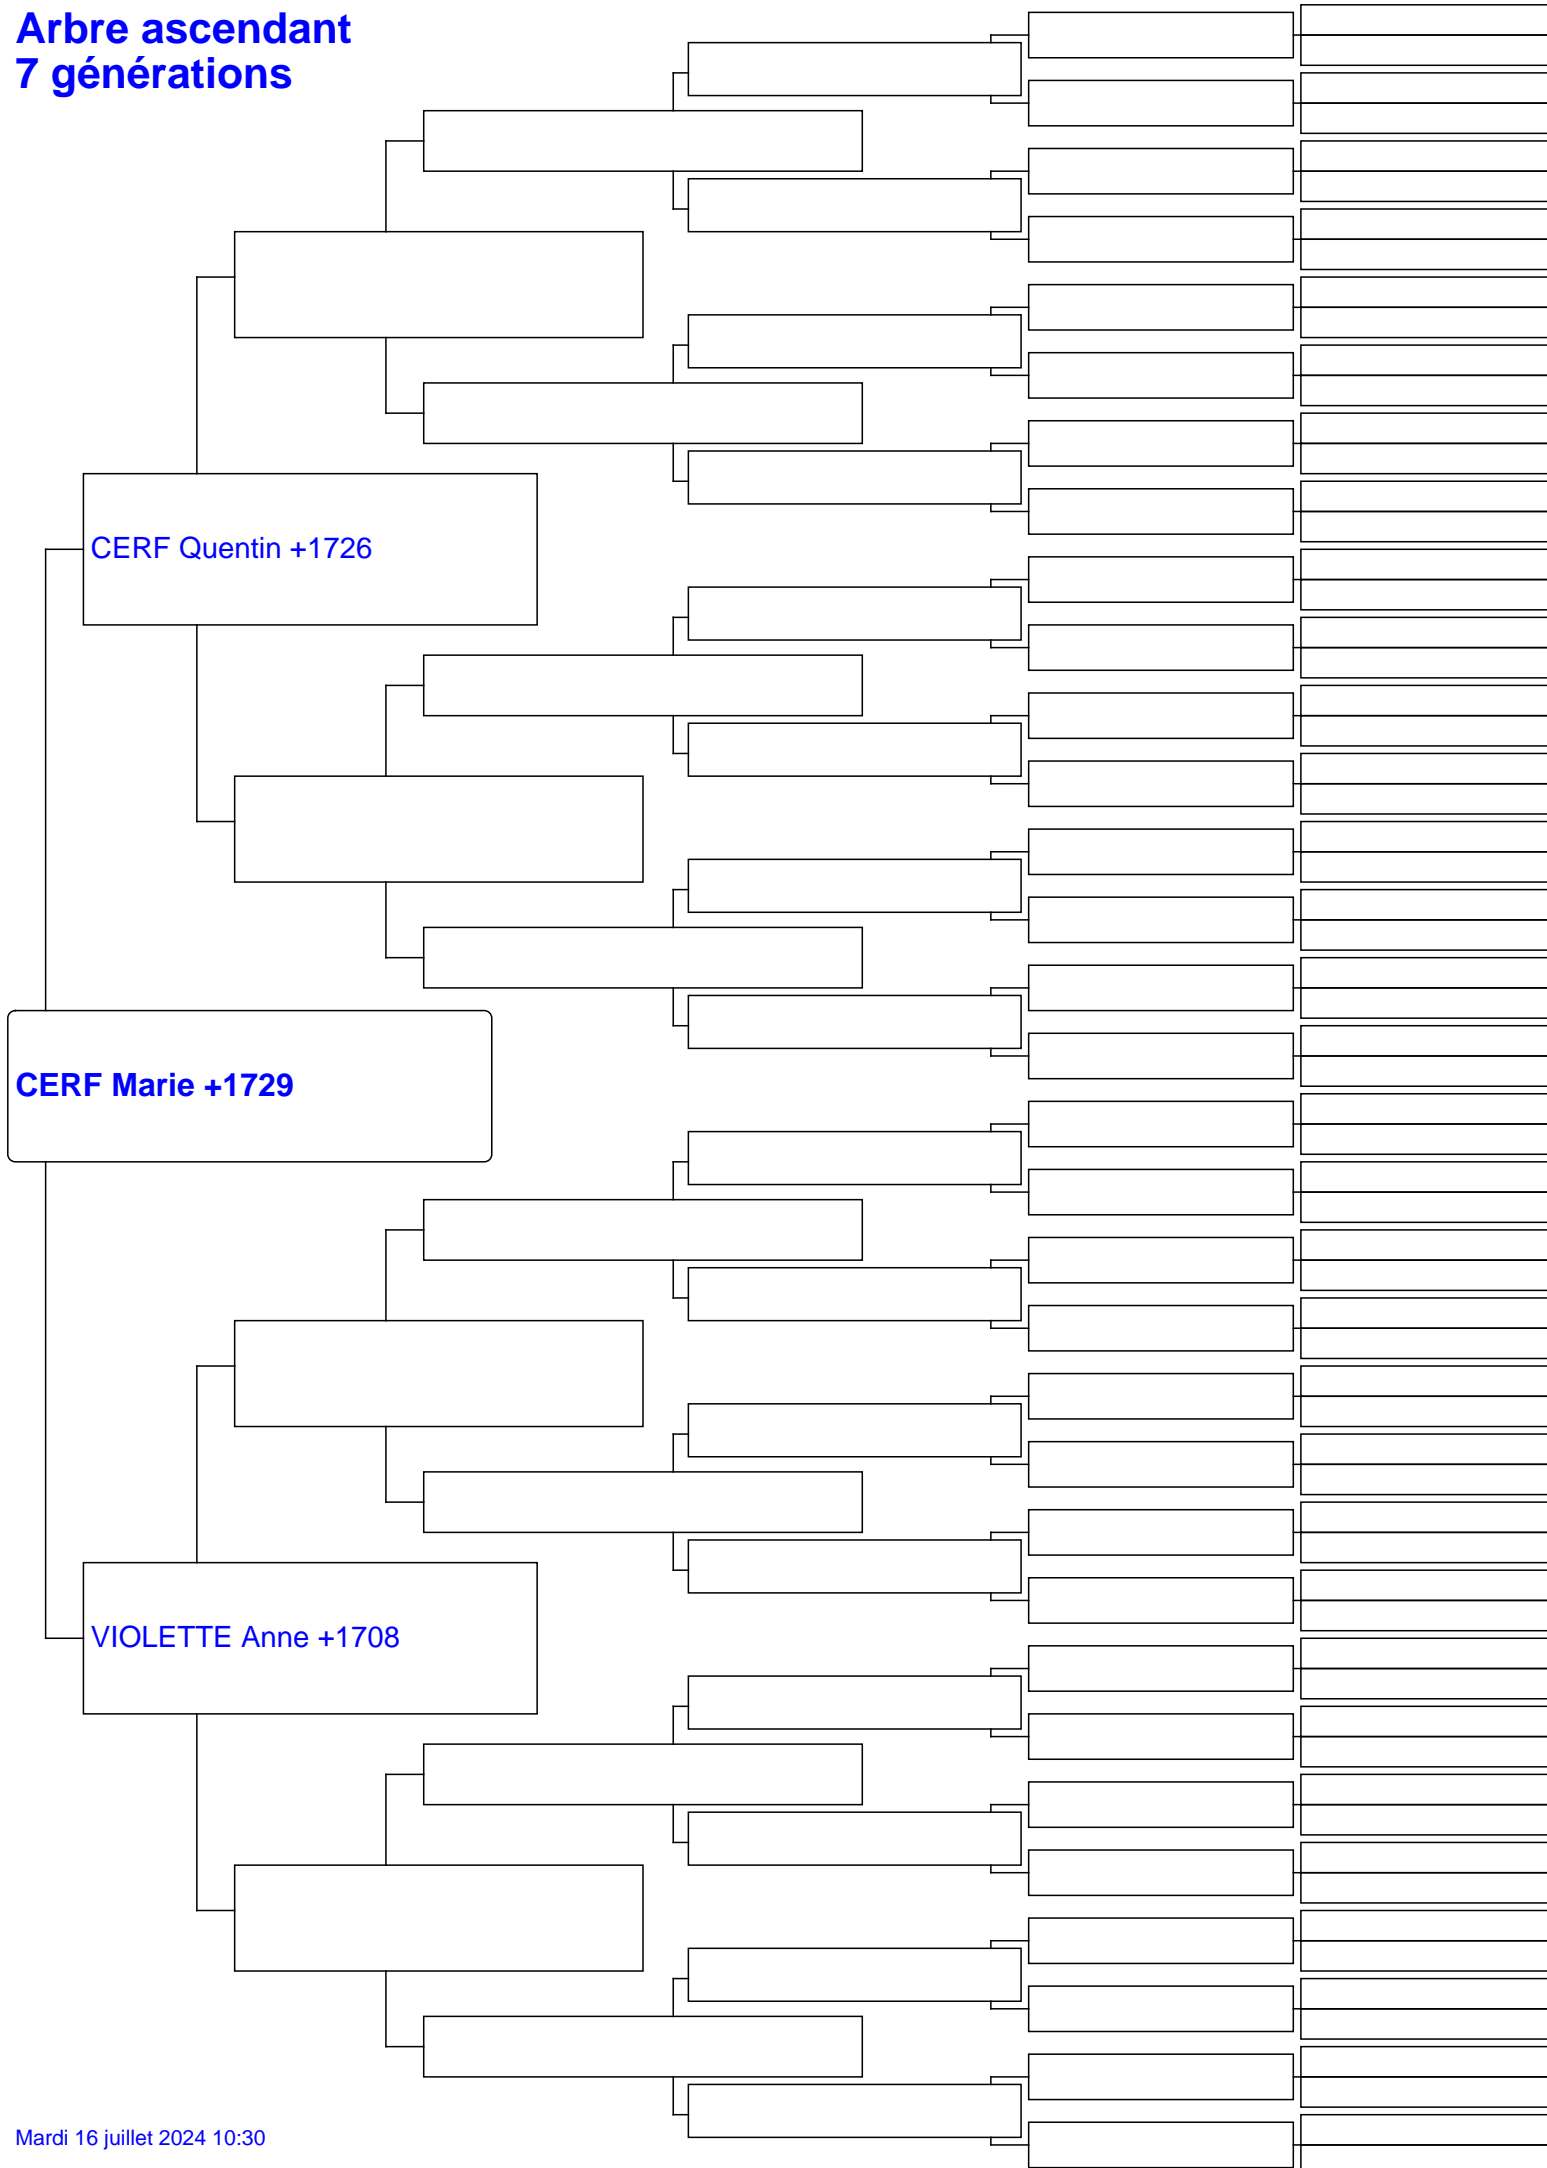 Arbre ascendant
7 générations
CERF Quentin +1726
CERF Marie +1729
VIOLETTE Anne +1708
Mardi 16 juillet 2024 10:30